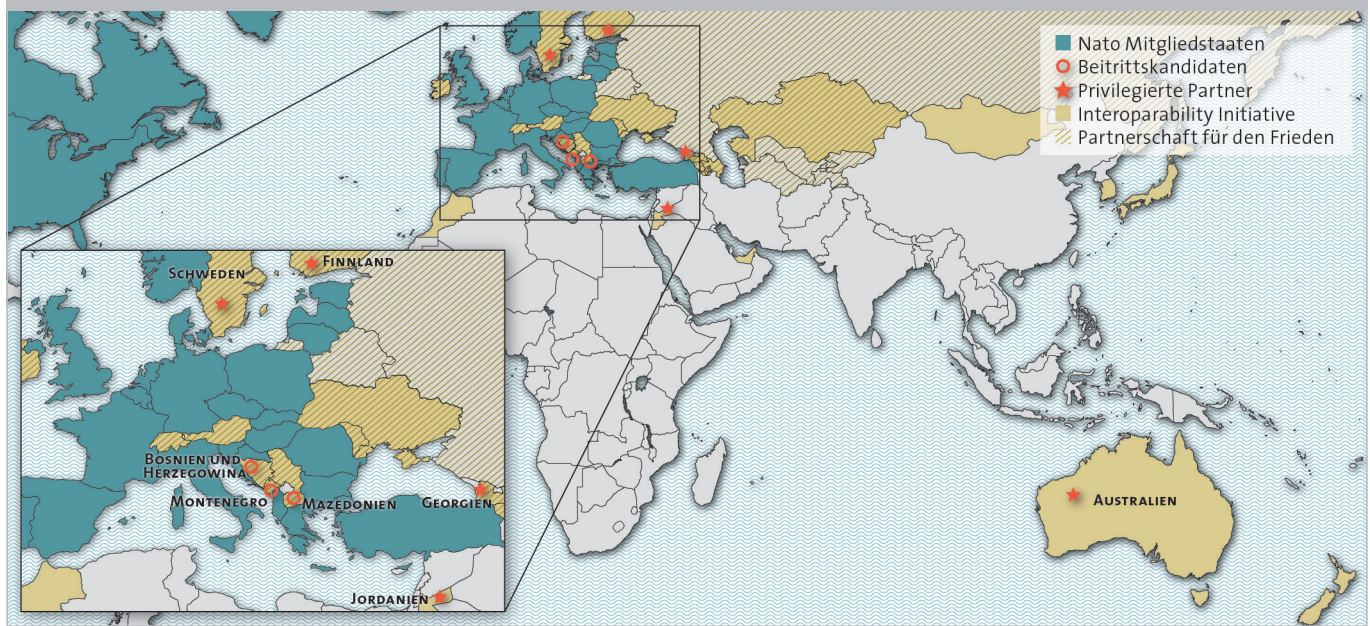 Nato Mitgliedstaaten
Beitrittskandidaten
Privilegierte Partner
Interoparability Initiative
Partnerschaft für den Frieden
Schweden
Finnland
Bosnien und
Herzegowina
Montenegro
Mazedonien
Georgien
Jordanien
Australien